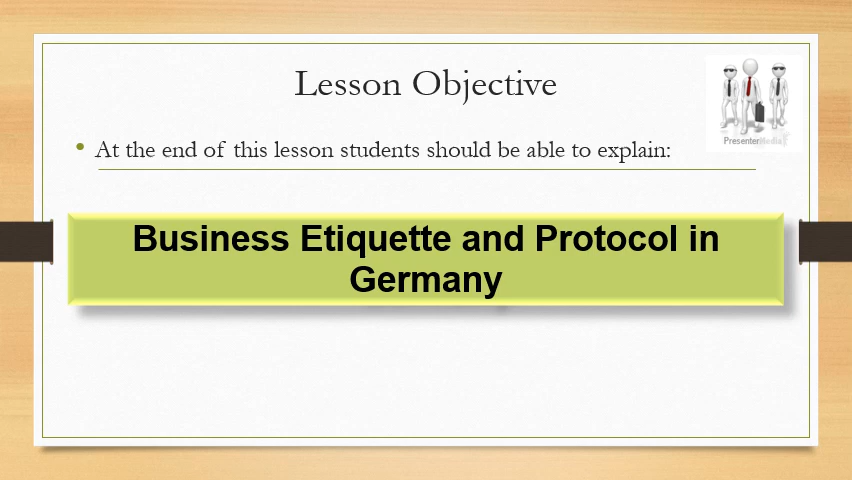 Lesson Objective
• At the end of this lesson students should be able to explain:
Business Etiquette and Protocol in
Germany
PresenterMedia